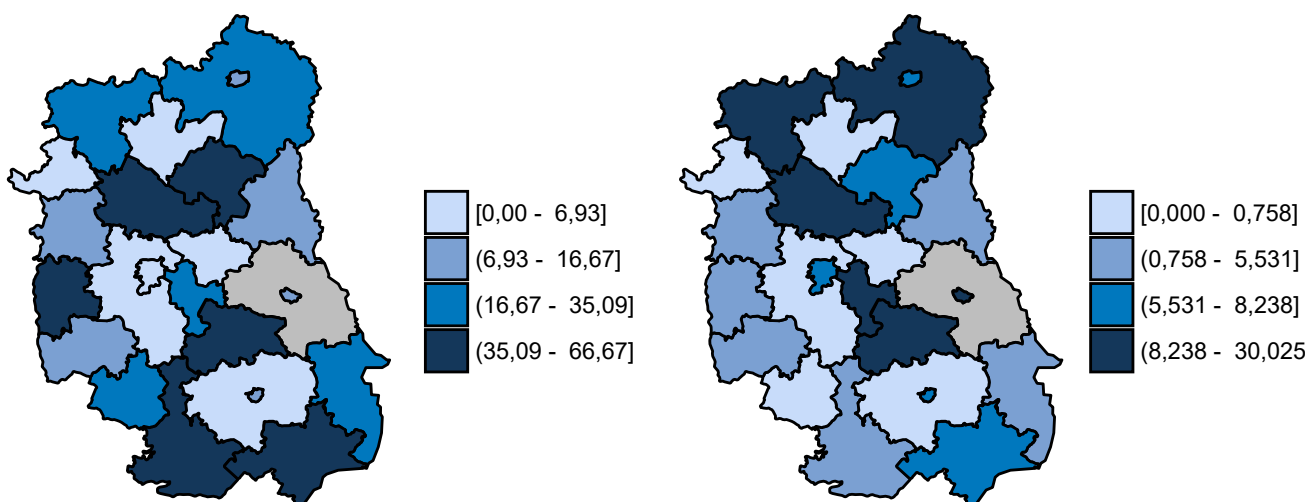 [0,00 - 6,93]
(6,93 - 16,67]
(16,67 - 35,09]
(35,09 - 66,67]
[0,000 - 0,758]
(0,758 - 5,531]
(5,531 - 8,238]
(8,238 - 30,025